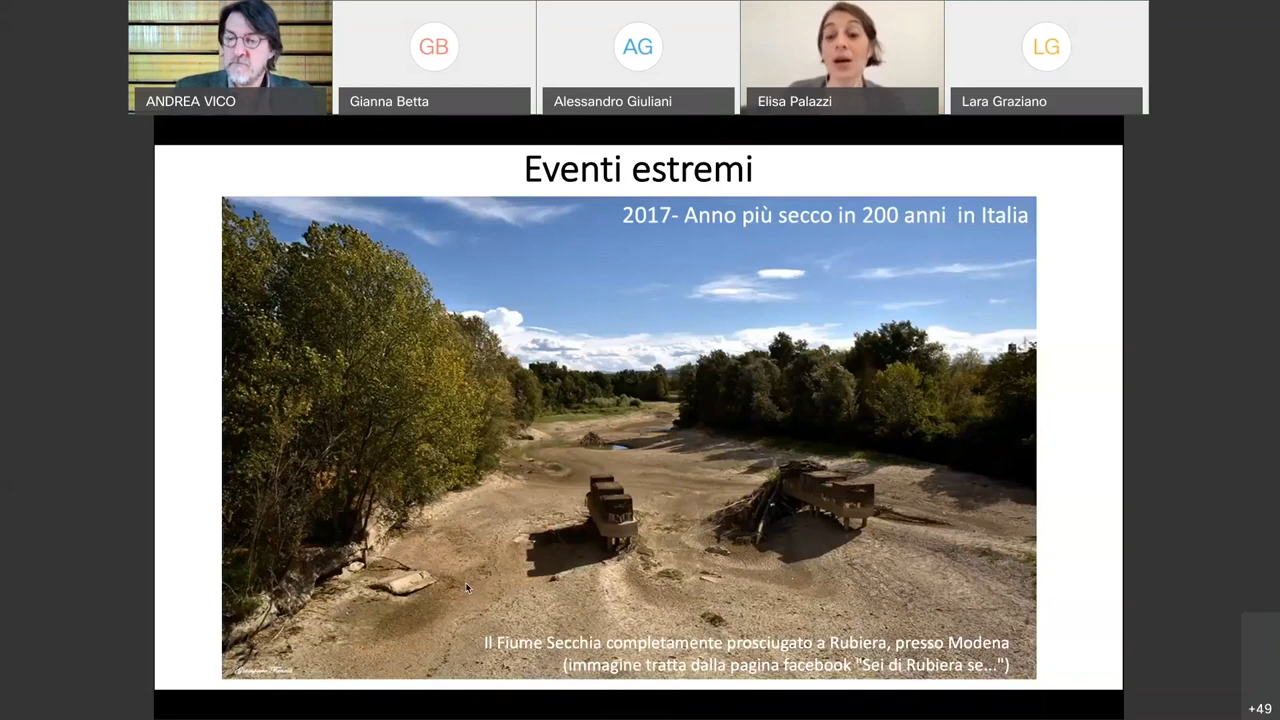 GB
AG
LG
ANDREA VICO
Gianna Betta
Alessandro Giuliani
Elisa Palazzi
Lara Graziano
Eventi estremi
2017- Anno più secco in 200 anni in Italia
Il Fiume Secchia completamente prosciugato a Rubiera, presso Modena
(immagine tratta dalla pagina facebook "Sei di Rubiera se...")
+49